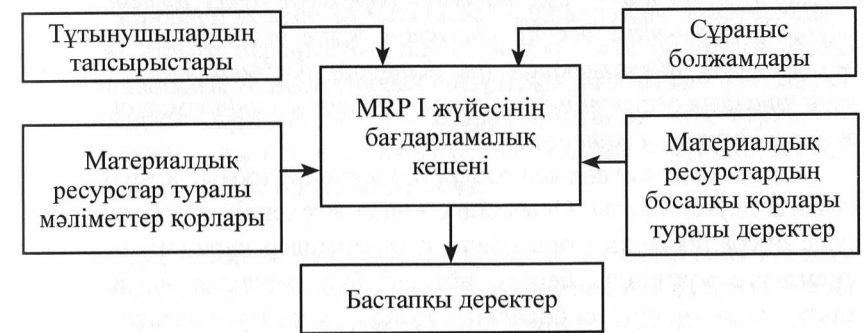 Тұтынушылардың
тапсырыстары
Сұраныс
болжамдары
MRP I жүйесінің
бағдарламалық
кешені
Материалдық
ресурстар туралы
мәліметтер қорлары
Материалдық
ресурстардың
босалқы қорлары
туралы деректер
Бастапқы деректер